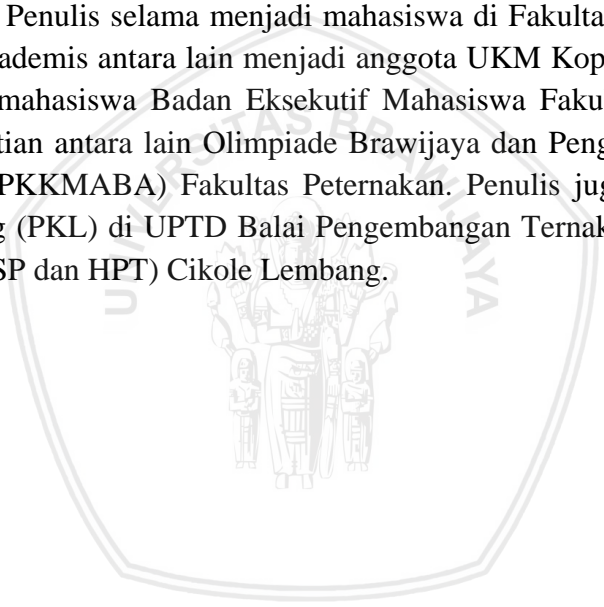 Penulis selama menjadi mahasiswa di Fakulta
ademis antara lain menjadi anggota UKM Kop
mahasiswa Badan Eksekutif Mahasiswa Faku
tian antara lain Olimpiade Brawijaya dan Peng
PKKMABA) Fakultas Peternakan. Penulis jug
g (PKL) di UPTD Balai Pengembangan Ternak
SP dan HPT) Cikole Lembang.
UNIVERSITAS BRAWIJAYA